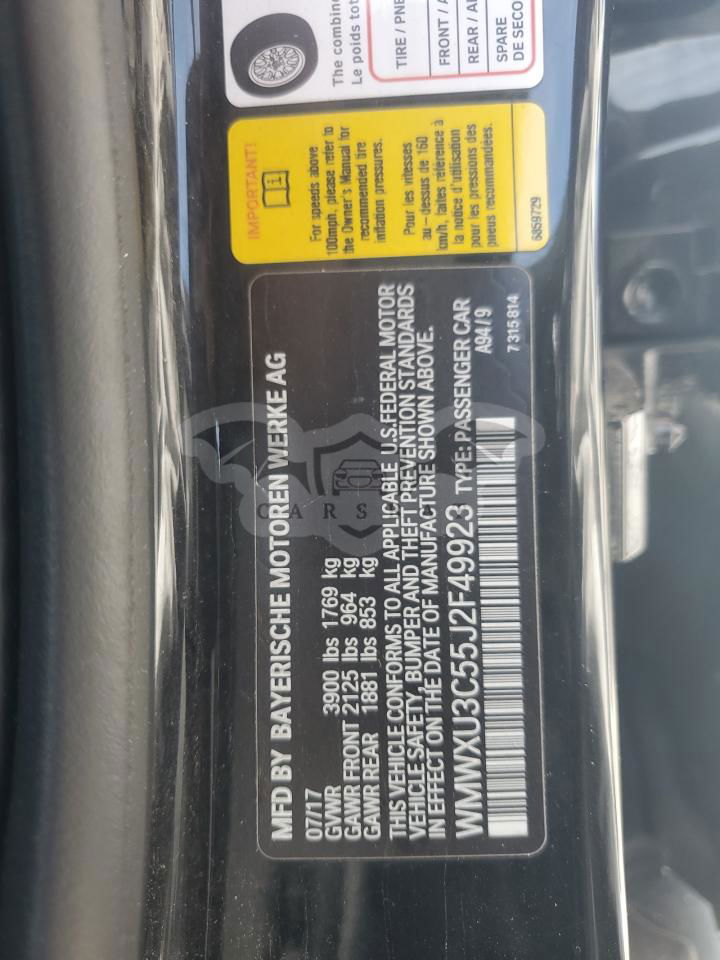 The combine
Le poids tot
TIRE / PNE
FRONT / A
REAR / AR
SPARE
DE SECO
IMPORTANT!
i
For speeds above
100mph, please refer to
the Owner's Manual for
recommended tire
inflation pressures.
Pour les vitesses
au-dessus de 160
km/h, faites référence à
la notice d'utilisation
pour les pressions des
pneus recommandées.
6859729
MFD BY BAYERISCHE MOTOREN WERKE AG
07/17
GVWR 3900 lbs 1769 kg
GAWR FRONT 2125 lbs 964 kg
GAWR REAR 1881 lbs 853 kg
THIS VEHICLE CONFORMS TO ALL APPLICABLE U.S.FEDERAL MOTOR
VEHICLE SAFETY, BUMPER AND THEFT PREVENTION STANDARDS
IN EFFECT ON THE DATE OF MANUFACTURE SHOWN ABOVE.
WMWXU3C55J2F49923 TYPE: PASSENGER CAR
A94/9
7315814
CARS